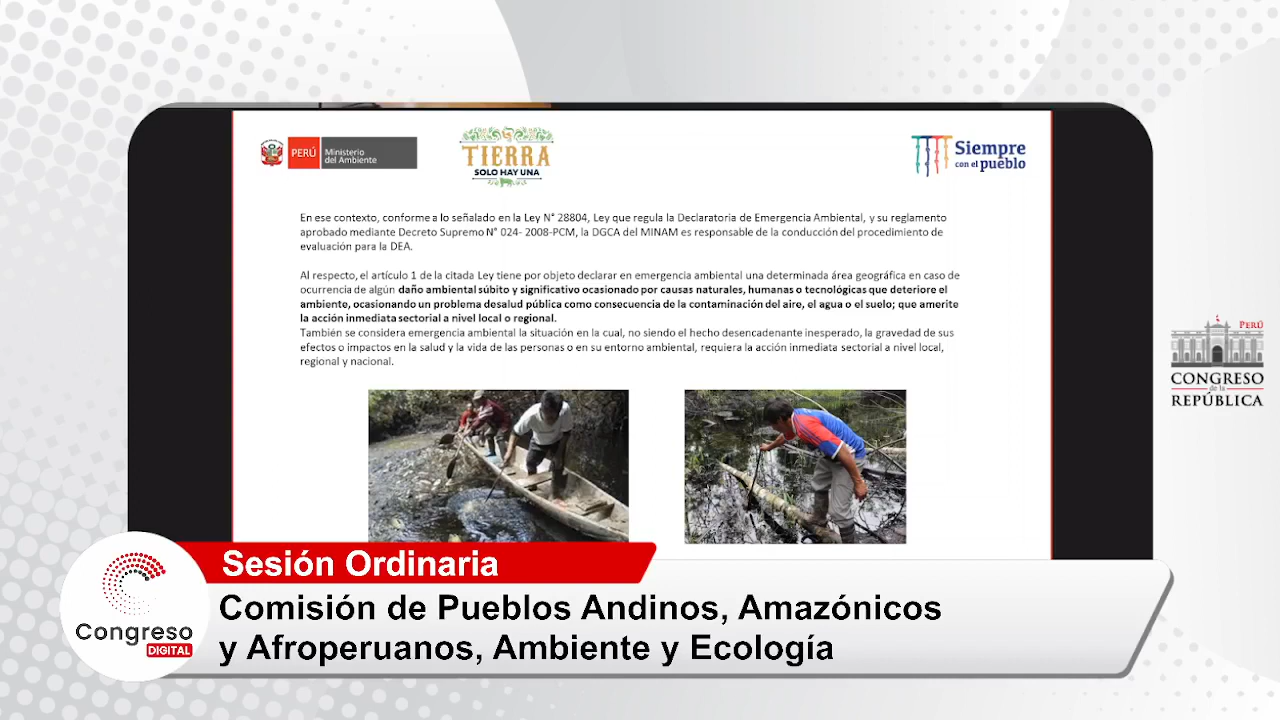 PERÚ
Ministerio
del Ambiente
TIERRA
SOLO HAY UNA
Siempre
con el pueblo
En ese contexto, conforme a lo señalado en la Ley N° 28804, Ley que regula la Declaratoria de Emergencia Ambiental, y su reglamento
aprobado mediante Decreto Supremo N° 024- 2008-PCM, la DGCA del MINAM es responsable de la conducción del procedimiento de
evaluación para la DEA.
Al respecto, el artículo 1 de la citada Ley tiene por objeto declarar en emergencia ambiental una determinada área geográfica en caso de
ocurrencia de algún daño ambiental súbito y significativo ocasionado por causas naturales, humanas o tecnológicas que deteriore el
ambiente, ocasionando un problema desalud pública como consecuencia de la contaminación del aire, el agua o el suelo; que amerite
la acción inmediata sectorial a nivel local o regional.
También se considera emergencia ambiental la situación en la cual, no siendo el hecho desencadenante inesperado, la gravedad de sus
efectos o impactos en la salud y la vida de las personas o en su entorno ambiental, requiera la acción inmediata sectorial a nivel local,
regional y nacional.
PERÚ
CONGRESO
de la
REPÚBLICA
Sesión Ordinaria
Comisión de Pueblos Andinos, Amazónicos
y Afroperuanos, Ambiente y Ecología
Congreso
DIGITAL